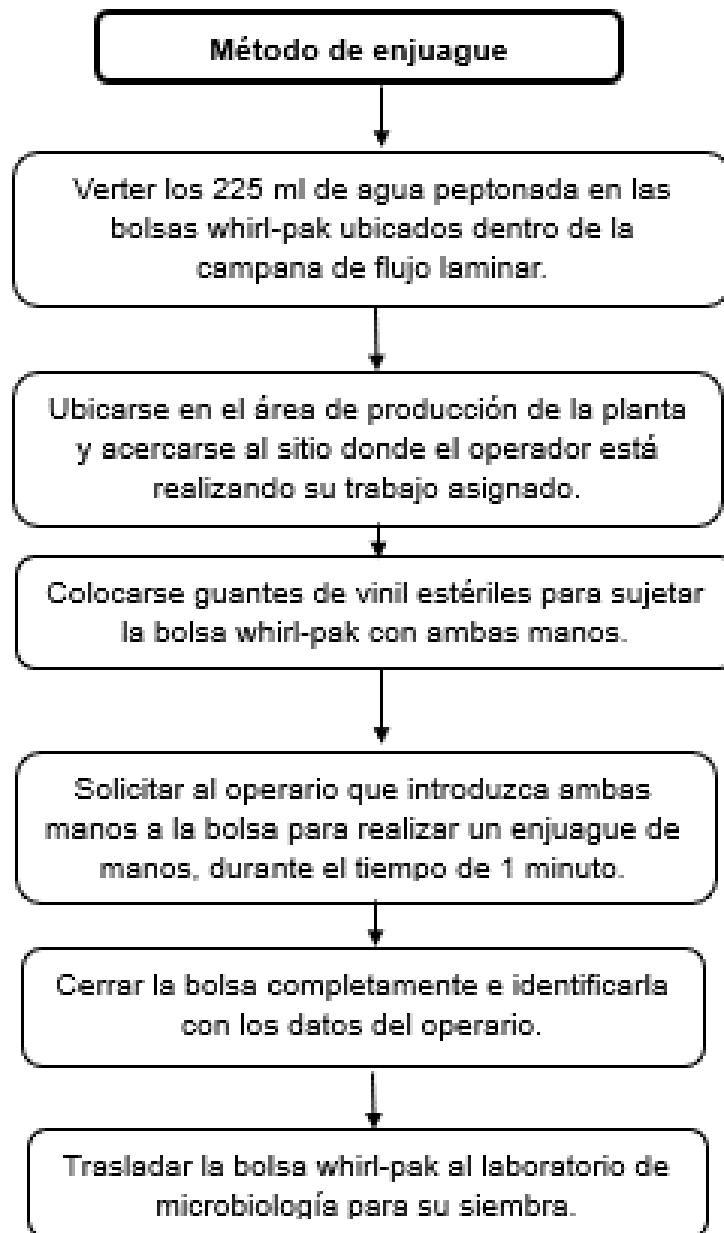 Método de enjuague
Verter los 225 ml de agua peptonada en las
bolsas whirl-pak ubicados dentro de la
campana de flujo laminar.
Ubicarse en el área de producción de la planta
y acercarse al sitio donde el operador está
realizando su trabajo asignado.
Colocarse guantes de vinil estériles para sujetar
la bolsa whirl-pak con ambas manos.
Solicitar al operario que introduzca ambas
manos a la bolsa para realizar un enjuague de
manos, durante el tiempo de 1 minuto.
Cerrar la bolsa completamente e identificarla
con los datos del operario.
Trasladar la bolsa whirl-pak al laboratorio de
microbiología para su siembra.